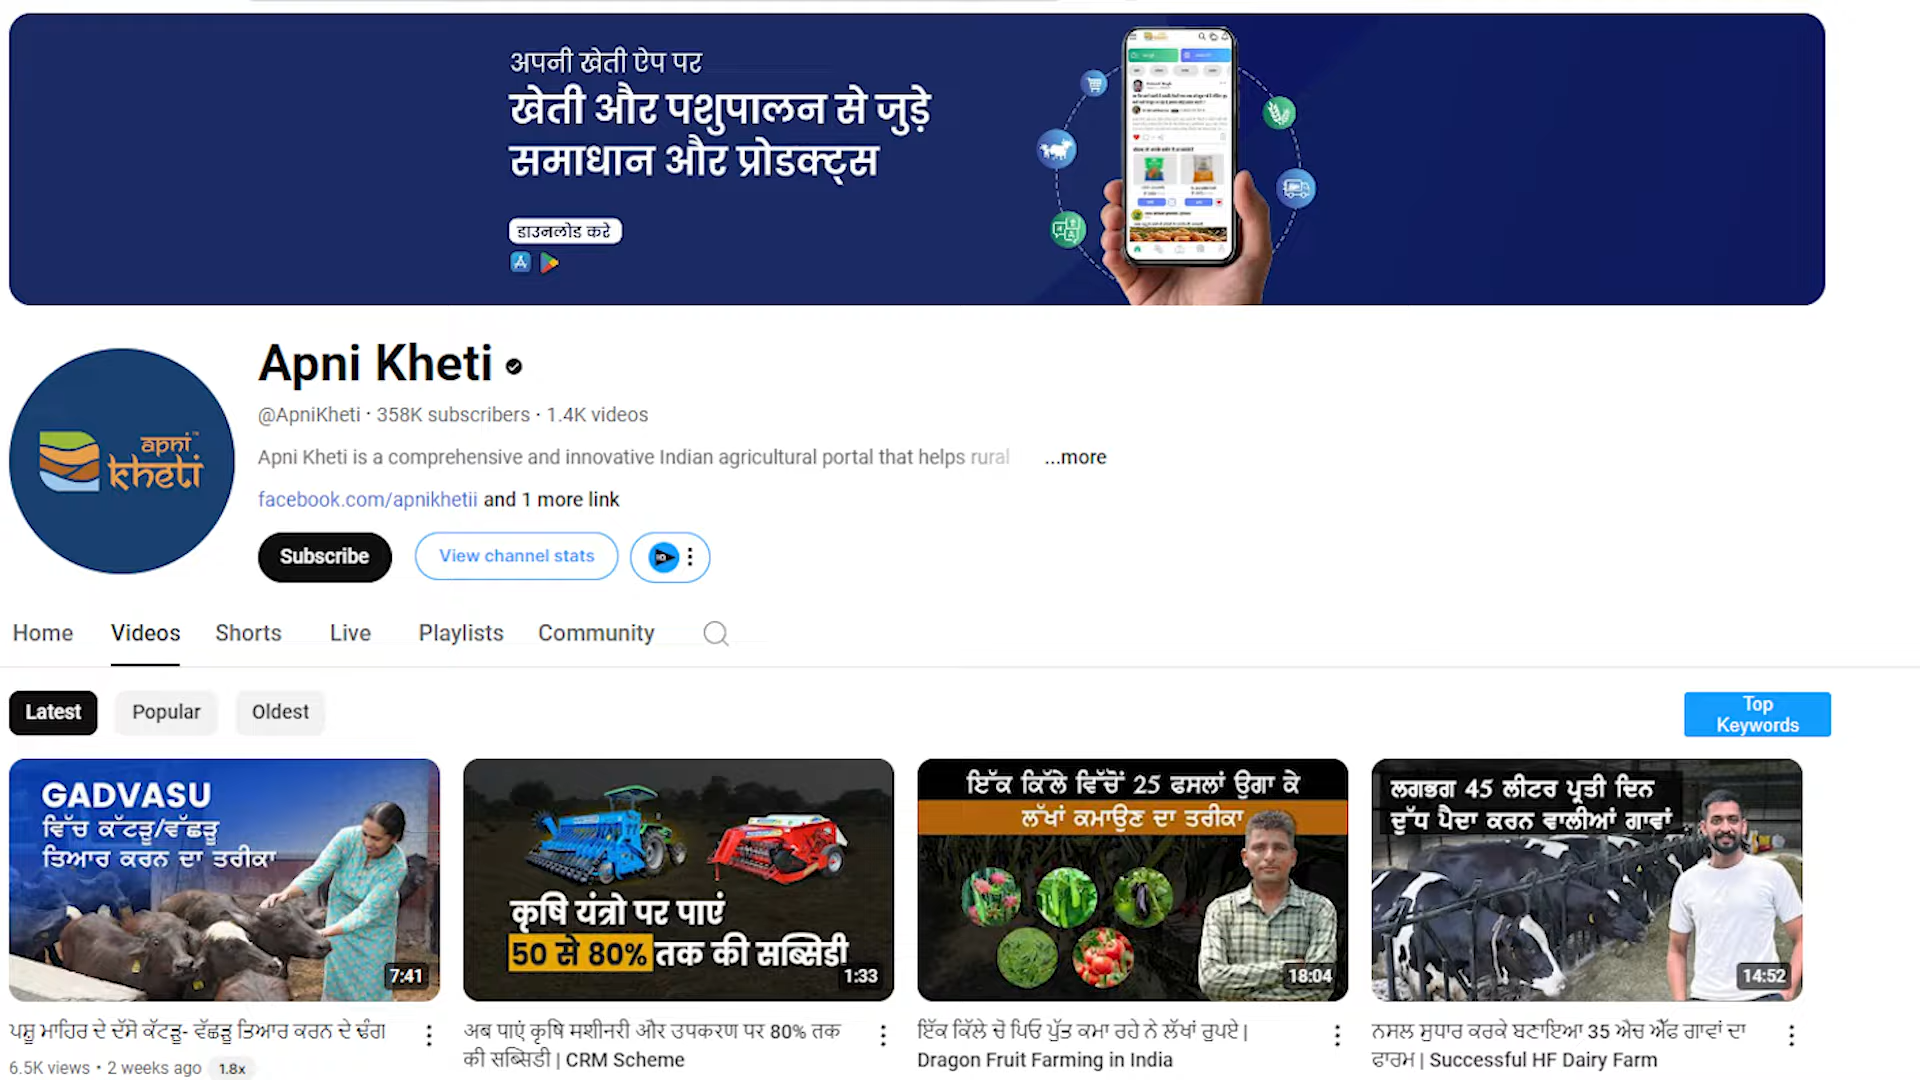 अपनी खेती ऐप पर
खेती और पशुपालन से जुड़े
समाधान और प्रोडक्ट्स
डाउनलोड करे
apni
kheti
Apni Kheti
@ApniKheti · 358K subscribers · 1.4K videos
Apni Kheti is a comprehensive and innovative Indian agricultural portal that helps rural ...more
facebook.com/apnikhetii and 1 more link
Subscribe
View channel stats
Home Videos Shorts Live Playlists Community
Latest Popular Oldest
Top
Keywords
GADVASU
ਵਿੱਚ ਕੱਟੜੂ/ਵੱਛੜੂ
ਤਿਆਰ ਕਰਨ ਦਾ ਤਰੀਕਾ
7:41
कृषि यंत्रो पर पाएं
50 से 80% तक की सब्सिडी
1:33
ਇੱਕ ਕਿੱਲੇ ਵਿੱਚੋਂ 25 ਫਸਲਾਂ ਉਗਾ ਕੇ
ਲੱਖਾਂ ਕਮਾਉਣ ਦਾ ਤਰੀਕਾ
18:04
ਲਗਭਗ 45 ਲੀਟਰ ਪ੍ਰਤੀ ਦਿਨ
ਦੁੱਧ ਪੈਦਾ ਕਰਨ ਵਾਲੀਆਂ ਗਾਵਾਂ
14:52
ਪਸ਼ੂ ਮਾਹਿਰ ਦੇ ਦੱਸੇ ਕੱਟੜੂ- ਵੱਛੜੂ ਤਿਆਰ ਕਰਨ ਦੇ ਢੰਗ
6.5K views • 2 weeks ago 1.8x
अब पाएं कृषि मशीनरी और उपकरण पर 80% तक
की सब्सिडी | CRM Scheme
ਇੱਕ ਕਿੱਲੇ ਚੋ ਪਿਓ ਪੁੱਤ ਕਮਾ ਰਹੇ ਨੇ ਲੱਖਾਂ ਰੁਪਏ |
Dragon Fruit Farming in India
ਨਸਲ ਸੁਧਾਰ ਕਰਕੇ ਬਣਾਇਆ 35 ਐਚ ਐੱਫ ਗਾਵਾਂ ਦਾ
ਫਾਰਮ | Successful HF Dairy Farm